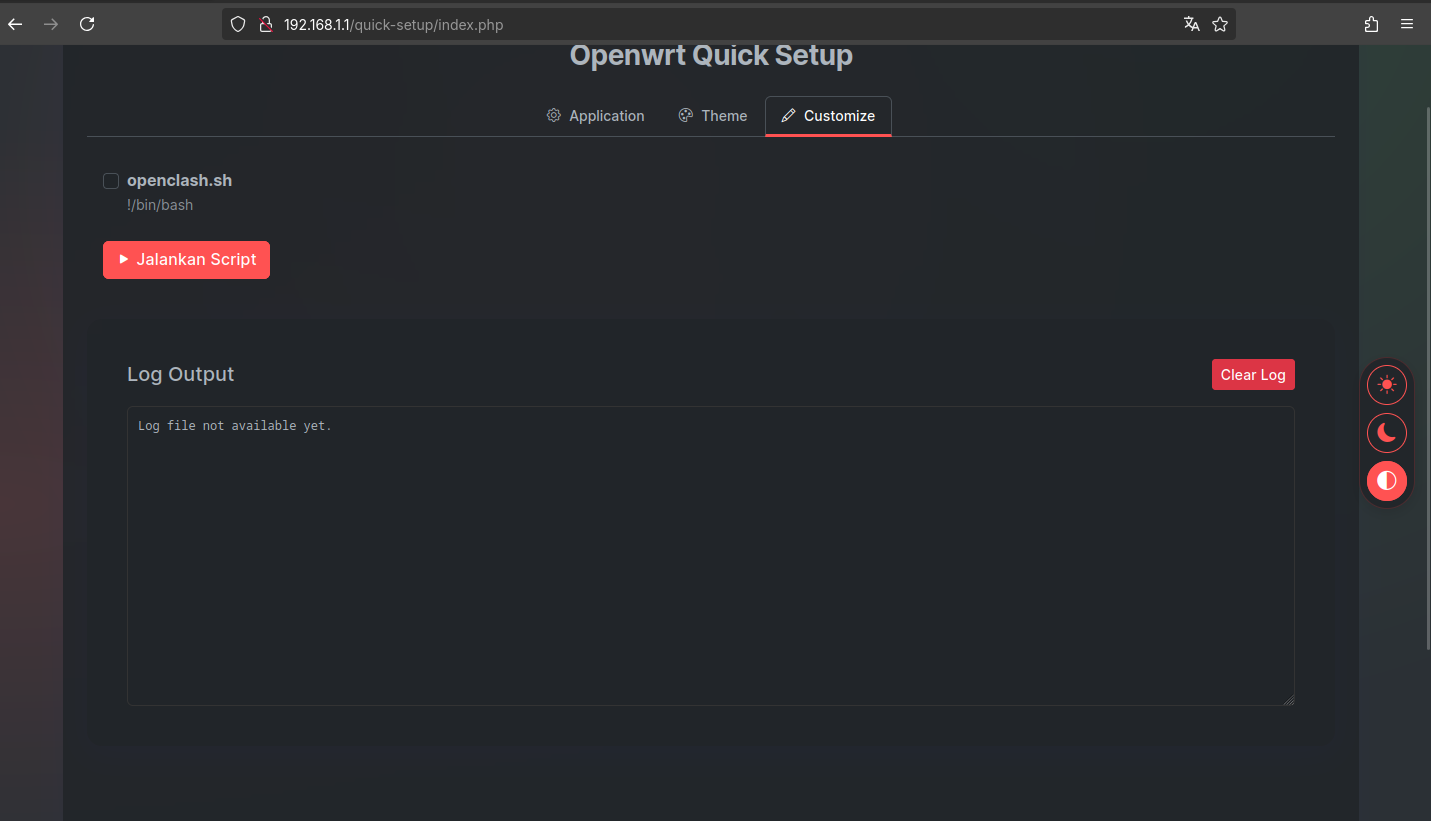 192.168.1.1/quick-setup/index.php
Openwrt Quick Setup
Application Theme Customize
openclash.sh
!/bin/bash
Jalankan Script
Log Output Clear Log
Log file not available yet.